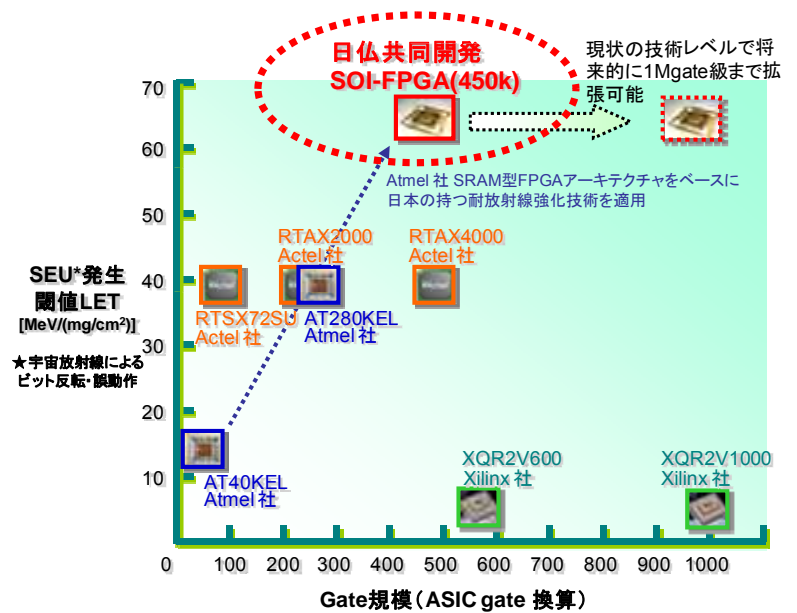 日仏共同開発
SOI-FPGA(450k)
現状の技術レベルで将
来的に1Mgate級まで拡
張可能
70
60
50
40
30
20
10
Atmel 社 SRAM型FPGAアーキテクチャをベースに
日本の持つ耐放射線強化技術を適用
RTAX2000
Actel社
RTAX4000
Actel 社
SEU*発生
閾値LET
[MeV/(mg/cm²)]
★宇宙放射線による
ビット反転・誤動作
RTSX72SU
Actel 社
AT280KEL
Atmel 社
AT40KEL
Atmel 社
XQR2V600
Xilinx 社
XQR2V1000
Xilinx 社
0 100 200 300 400 500 600 700 800 900 1000
Gate規模（ASIC gate 換算）